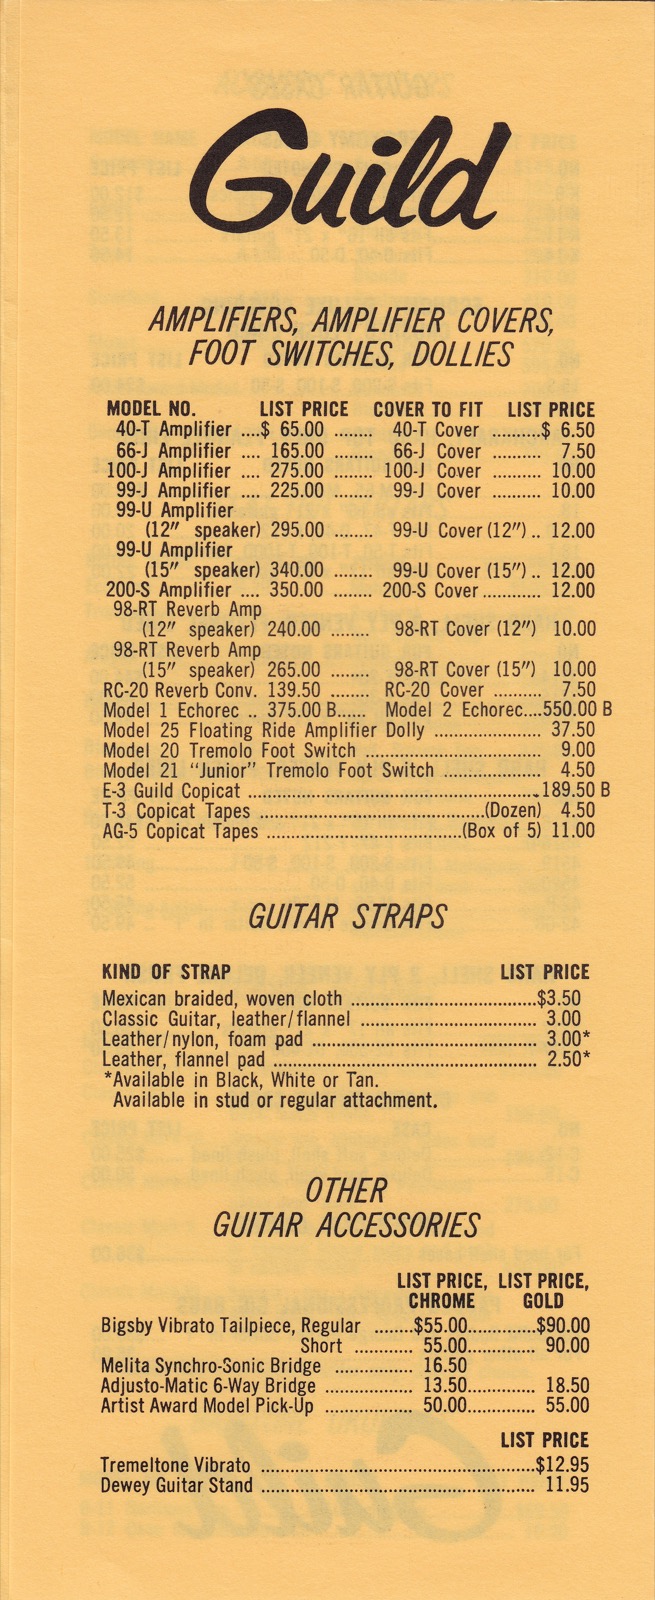 Guild
AMPLIFIERS, AMPLIFIER COVERS,
FOOT SWITCHES, DOLLIES
MODEL NO. LIST PRICE COVER TO FIT LIST PRICE
40-T Amplifier ....$ 65.00 ....... 40-T Cover .........$ 6.50
66-J Amplifier .... 165.00 ........ 66-J Cover .......... 7.50
100-J Amplifier .... 275.00 ........ 100-J Cover .......... 10.00
99-J Amplifier .... 225.00 ........ 99-J Cover .......... 10.00
99-U Amplifier
(12" speaker) 295.00 ........ 99-U Cover (12") .. 12.00
99-U Amplifier
(15" speaker) 340.00 ........ 99-U Cover (15") .. 12.00
200-S Amplifier .... 350.00 ........ 200-S Cover ............ 12.00
98-RT Reverb Amp
(12" speaker) 240.00 ........ 98-RT Cover (12") 10.00
98-RT Reverb Amp
(15" speaker) 265.00 ........ 98-RT Cover (15") 10.00
RC-20 Reverb Conv. 139.50 ........ RC-20 Cover .......... 7.50
Model 1 Echorec .. 375.00 B...... Model 2 Echorec....550.00 B
Model 25 Floating Ride Amplifier Dolly ...................... 37.50
Model 20 Tremolo Foot Switch .................................... 9.00
Model 21 "Junior" Tremolo Foot Switch .................... 4.50
E-3 Guild Copicat .............................................................189.50 B
T-3 Copicat Tapes ..............................................(Dozen) 4.50
AG-5 Copicat Tapes ........................................(Box of 5) 11.00
GUITAR STRAPS
KIND OF STRAP LIST PRICE
Mexican braided, woven cloth ......................................$3.50
Classic Guitar, leather/flannel .................................... 3.00
Leather/nylon, foam pad .............................................. 3.00*
Leather, flannel pad ...................................................... 2.50*
*Available in Black, White or Tan.
Available in stud or regular attachment.
OTHER
GUITAR ACCESSORIES
LIST PRICE, LIST PRICE,
CHROME GOLD
Bigsby Vibrato Tailpiece, Regular ........$55.00..............$90.00
Short ............ 55.00.............. 90.00
Melita Synchro-Sonic Bridge .................. 16.50
Adjusto-Matic 6-Way Bridge .................. 13.50.............. 18.50
Artist Award Model Pick-Up .................. 50.00.............. 55.00
LIST PRICE
Tremeltone Vibrato ........................................................$12.95
Dewey Guitar Stand ........................................................ 11.95